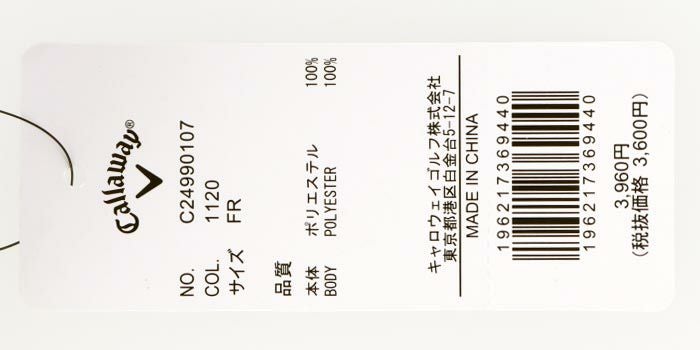 Callaway®
NO. C24990107
COL. 1120
サイズ FR
品質
本体 ポリエステル 100%
BODY POLYESTER 100%
キャロウェイゴルフ株式会社
東京都港区白金台5-12-7
MADE IN CHINA
196217369440
196217369440
3,960円
(税抜価格 3,600円)